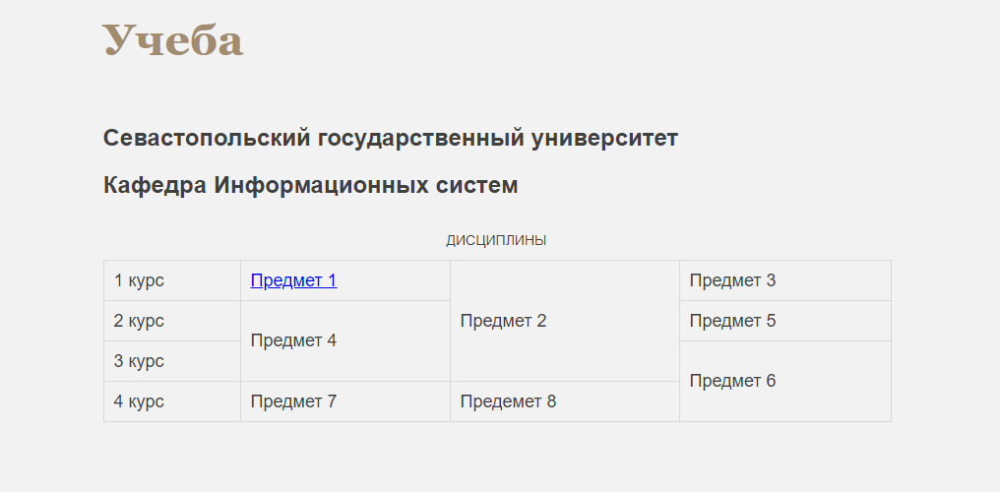 Учеба
Севастопольский государственный университет
Кафедра Информационных систем
ДИСЦИПЛИНЫ
1 курс Предмет 1 Предмет 3
2 курс Предмет 4 Предмет 2 Предмет 5
3 курс Предмет 6
4 курс Предмет 7 Предемет 8